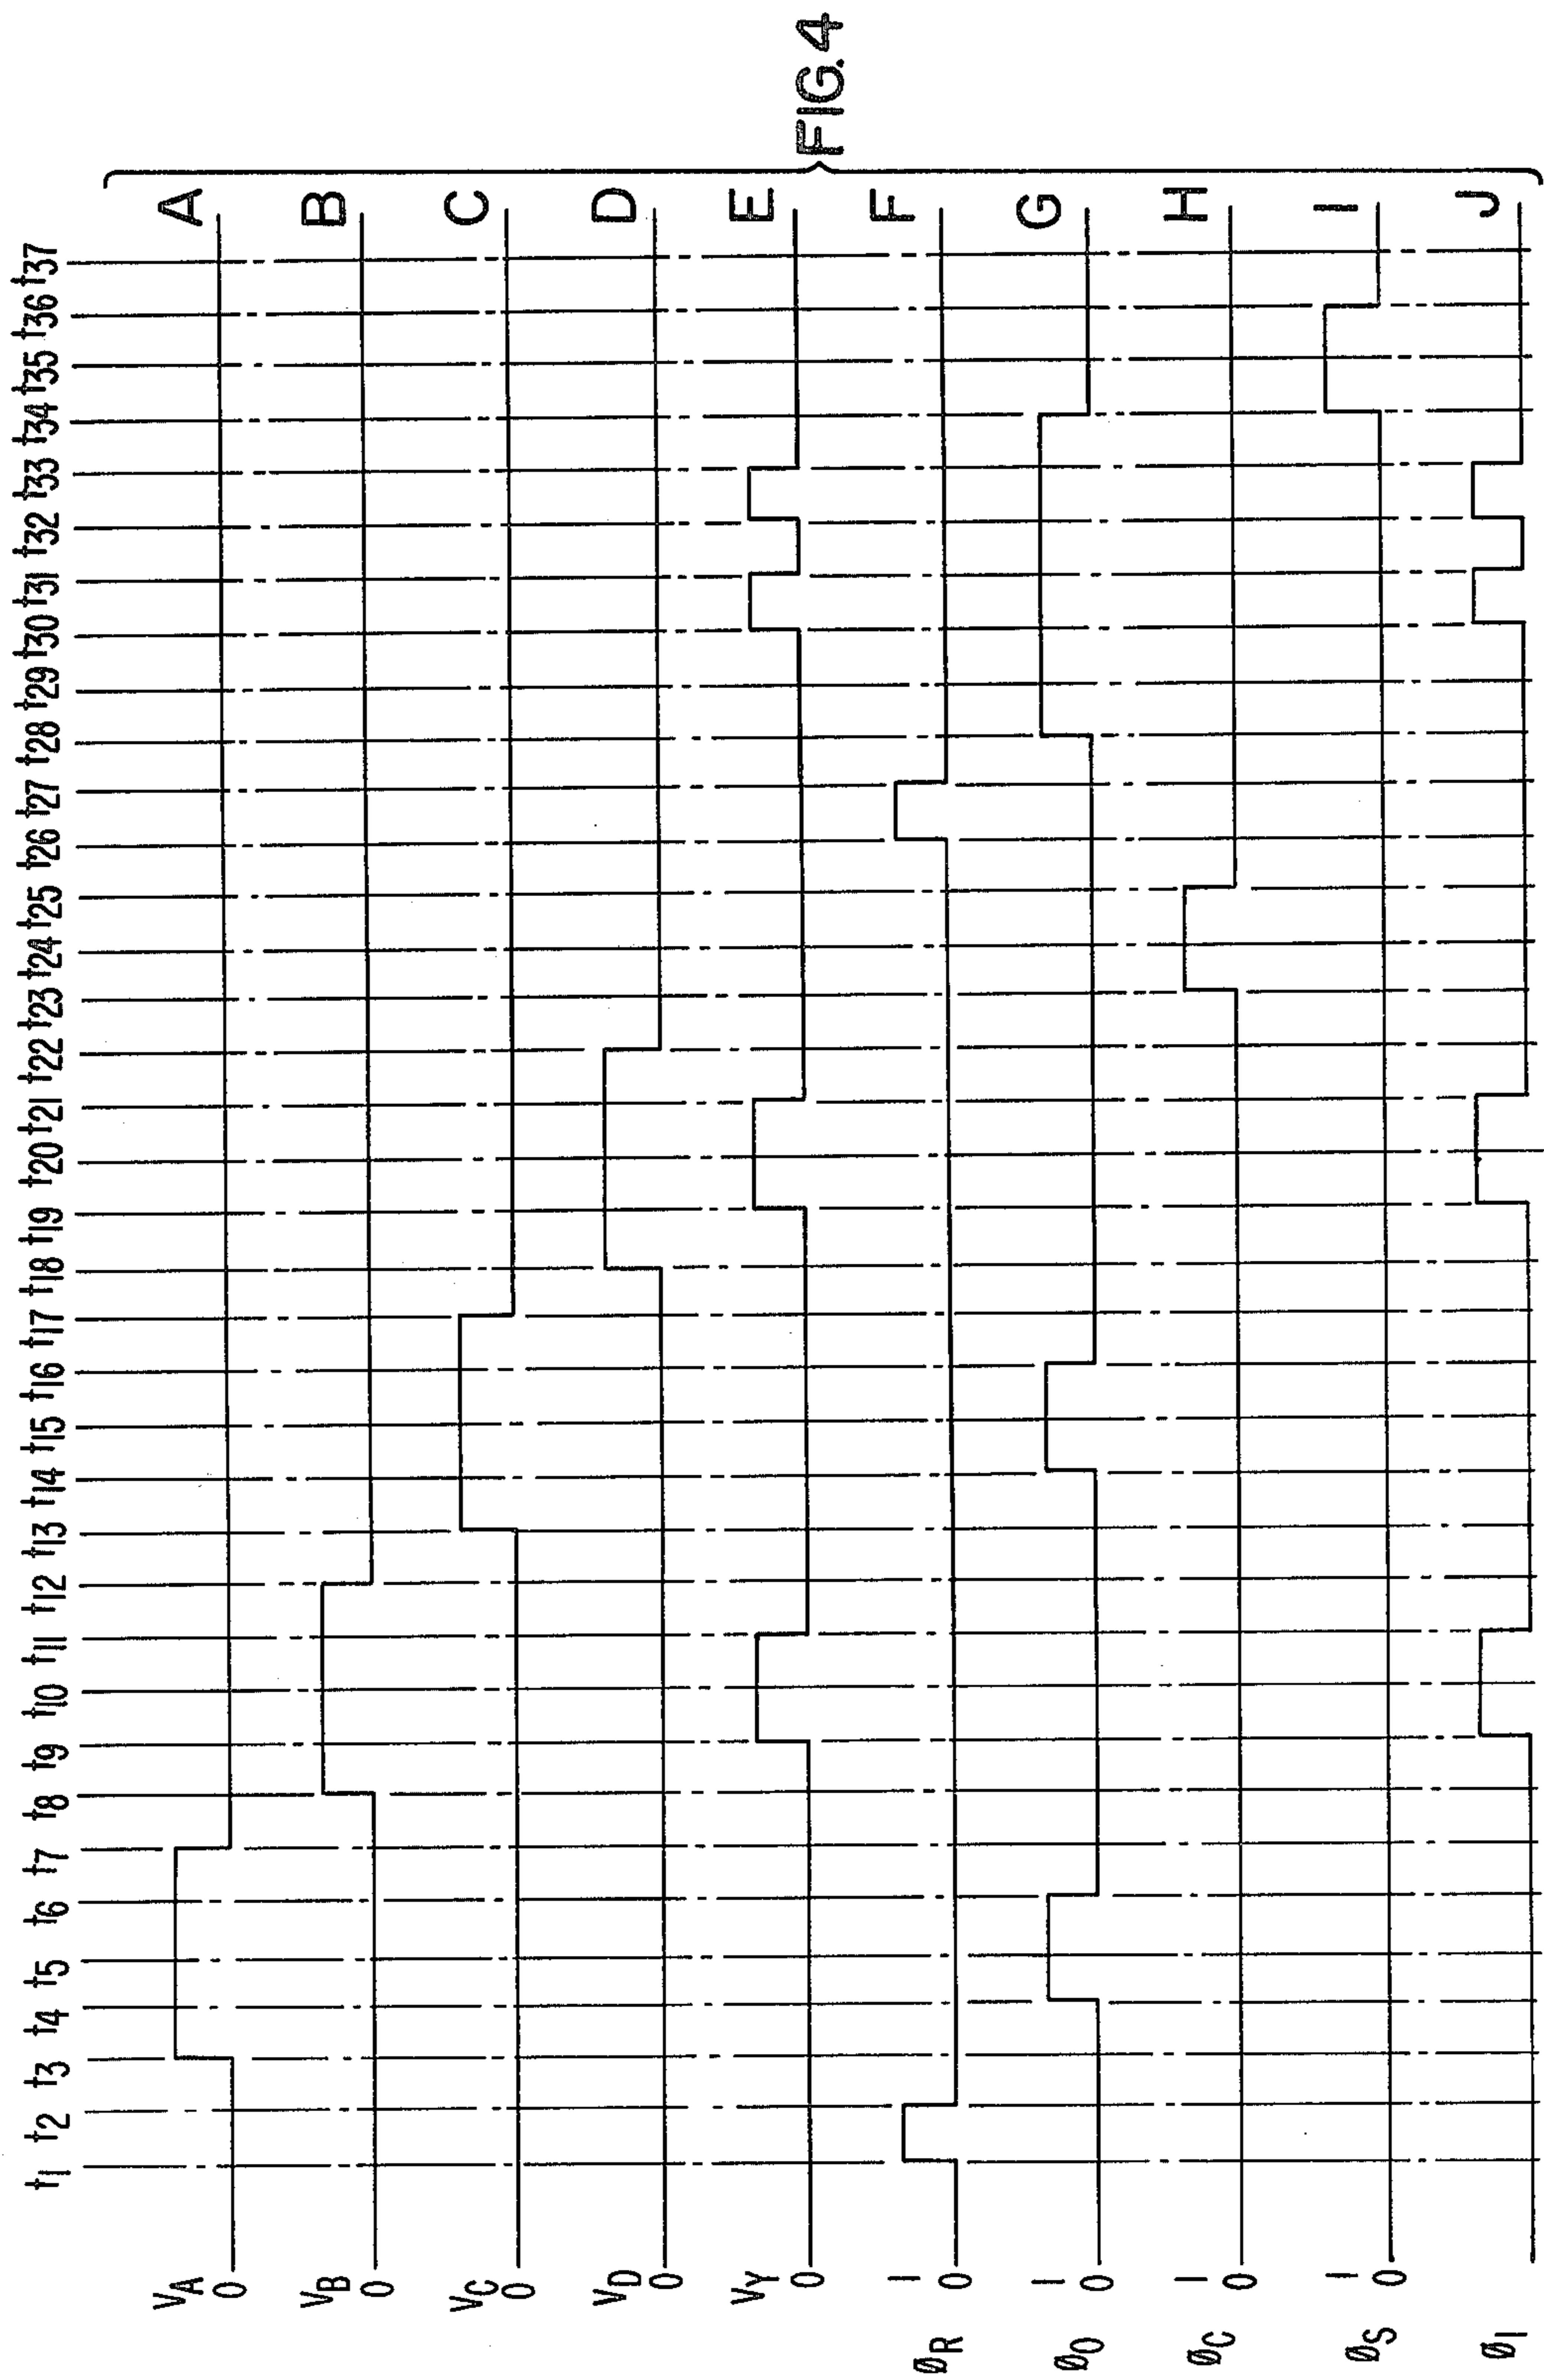 t1 t2 t3 t4 t5 t6 t7 t8 t9 t10 t11 t12 t13 t14 t15 t16 t17 t18 t19 t20 t21 t22 t23 t24 t25 t26 t27 t28 t29 t30 t31 t32 t33 t34 t35 t36 t37
VA
0
A
VB
0
B
VC
0
C
VD
0
D
VY
0
E
ØR
1
0
F
ØO
1
0
G
ØC
1
0
H
ØS
1
0
I
ØI
J
FIG. 4